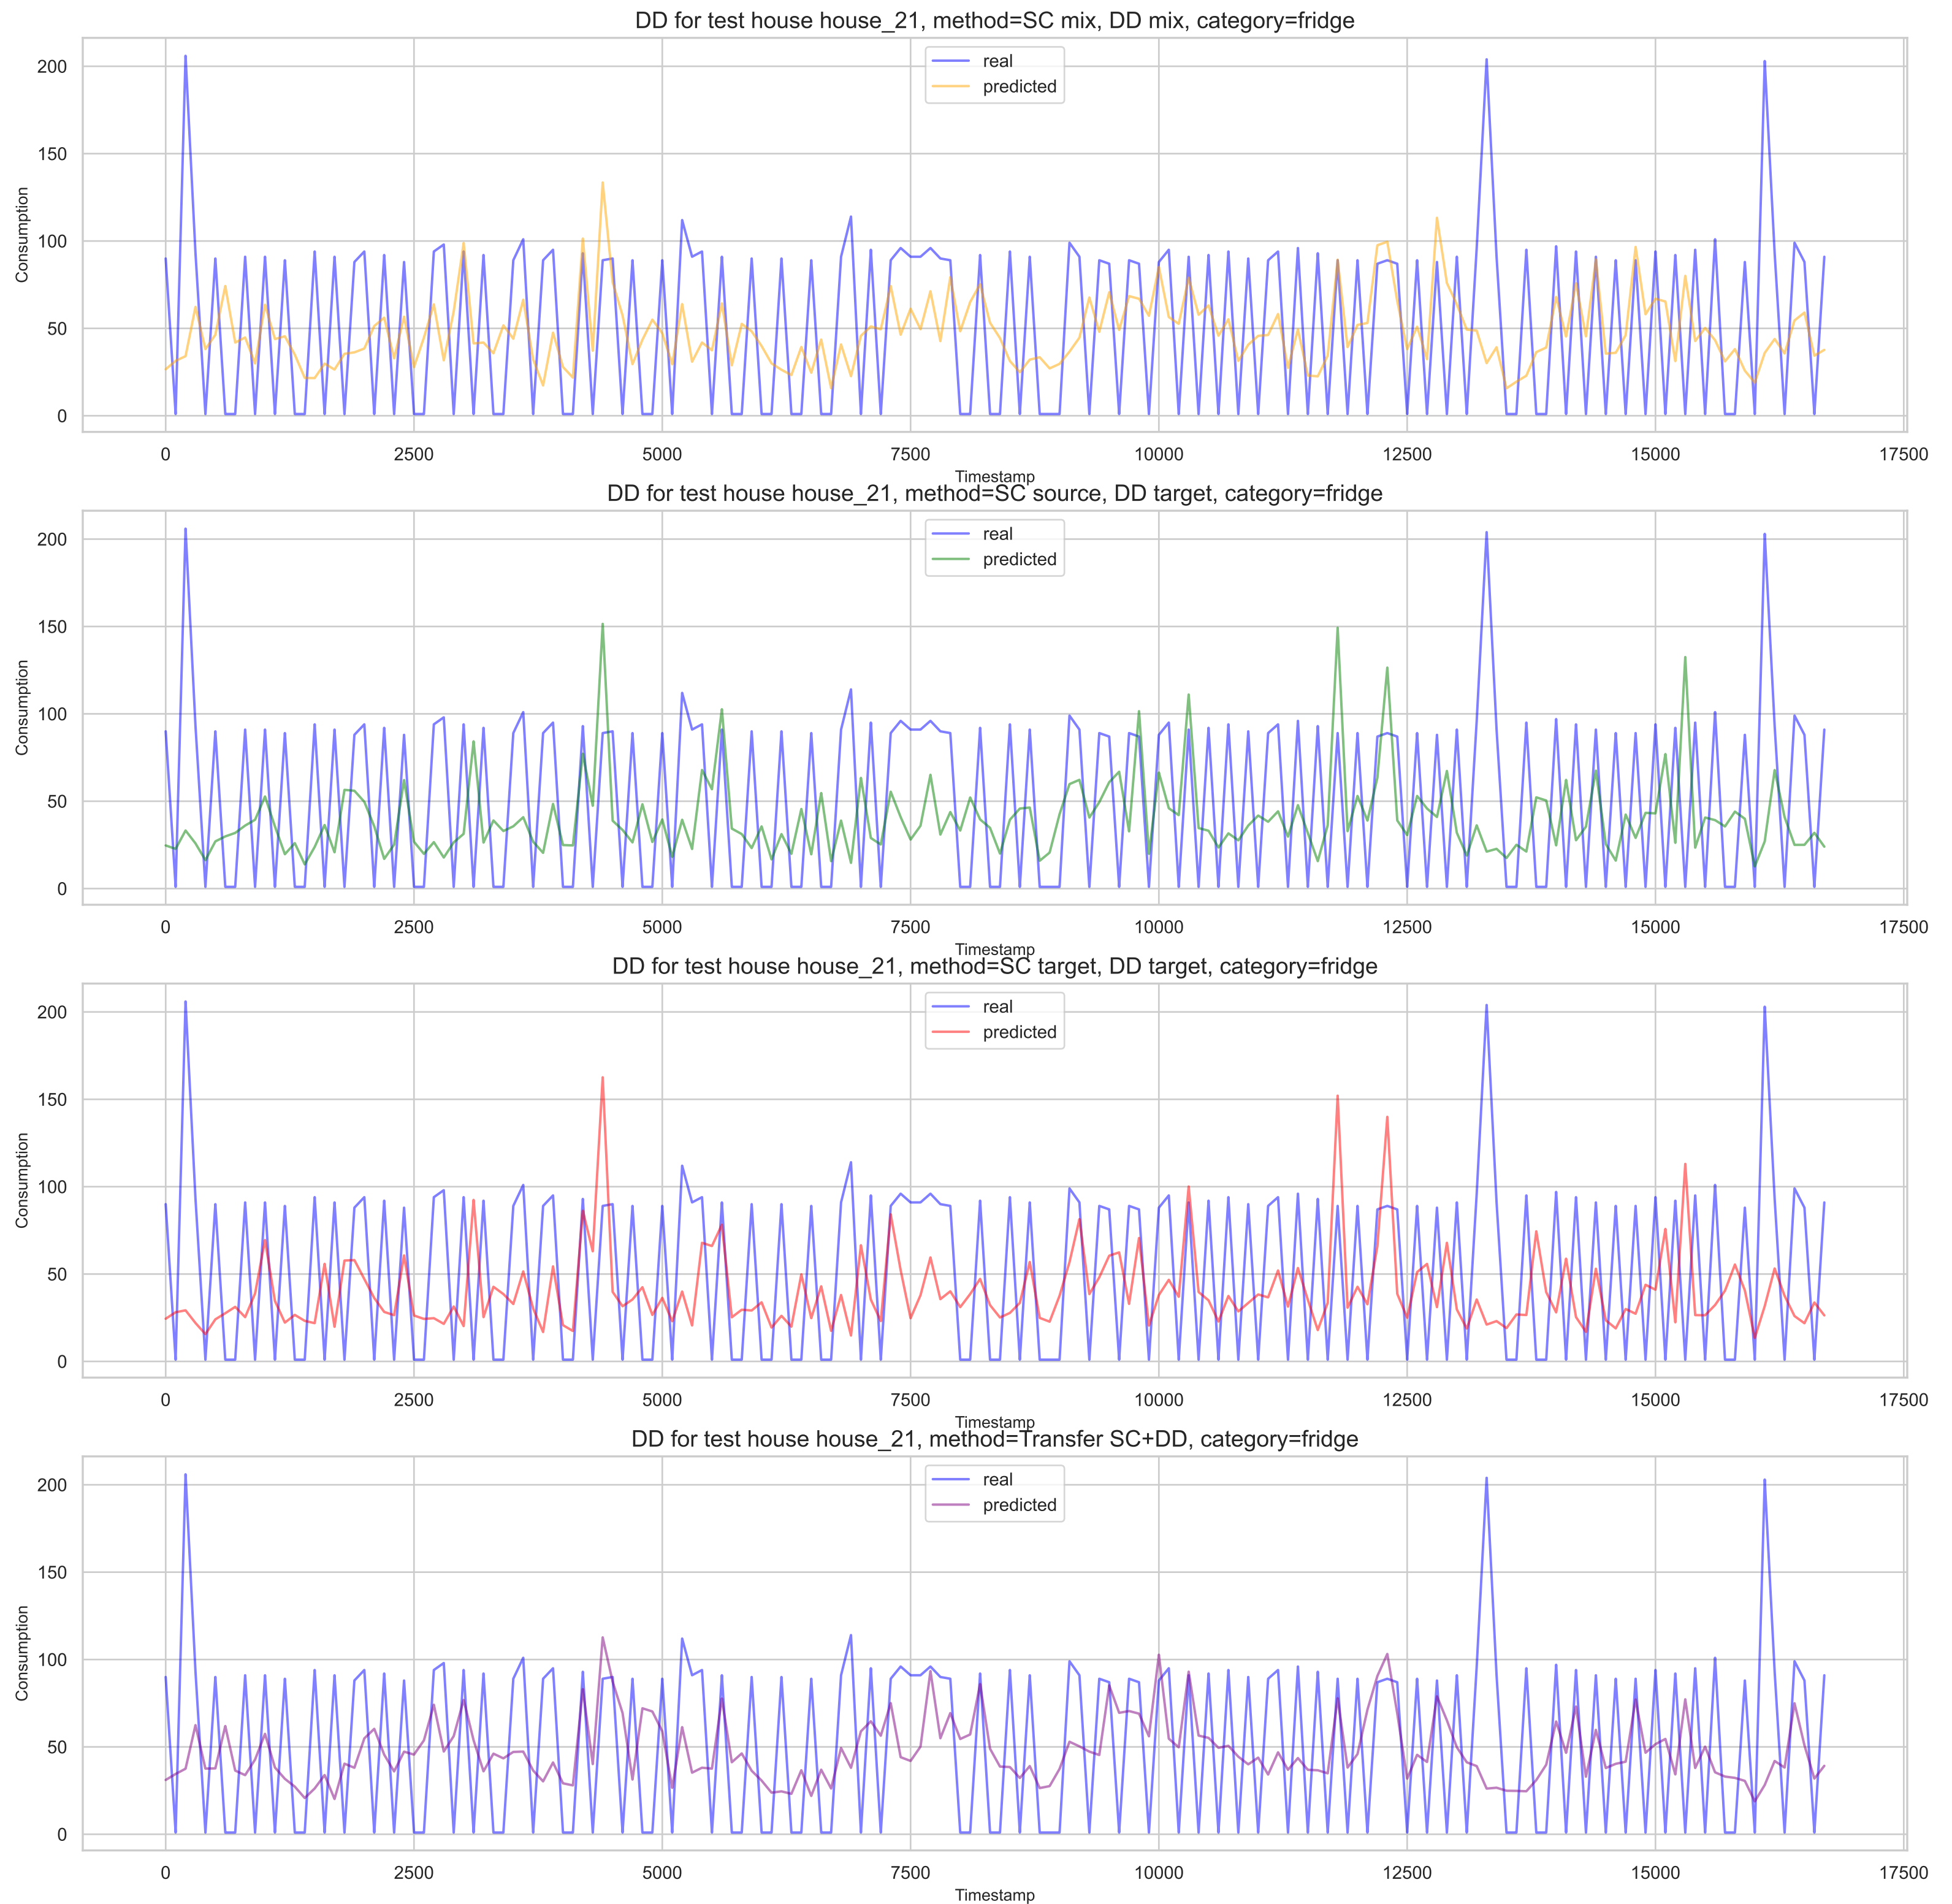 DD for test house house_21, method=SC mix, DD mix, category=fridge
real
predicted
200
150
100
50
0
Consumption
0 2500 5000 7500 10000 12500 15000 17500
Timestamp
DD for test house house_21, method=SC source, DD target, category=fridge
real
predicted
200
150
100
50
0
Consumption
0 2500 5000 7500 10000 12500 15000 17500
Timestamp
DD for test house house_21, method=SC target, DD target, category=fridge
real
predicted
200
150
100
50
0
Consumption
0 2500 5000 7500 10000 12500 15000 17500
Timestamp
DD for test house house_21, method=Transfer SC+DD, category=fridge
real
predicted
200
150
100
50
0
Consumption
0 2500 5000 7500 10000 12500 15000 17500
Timestamp